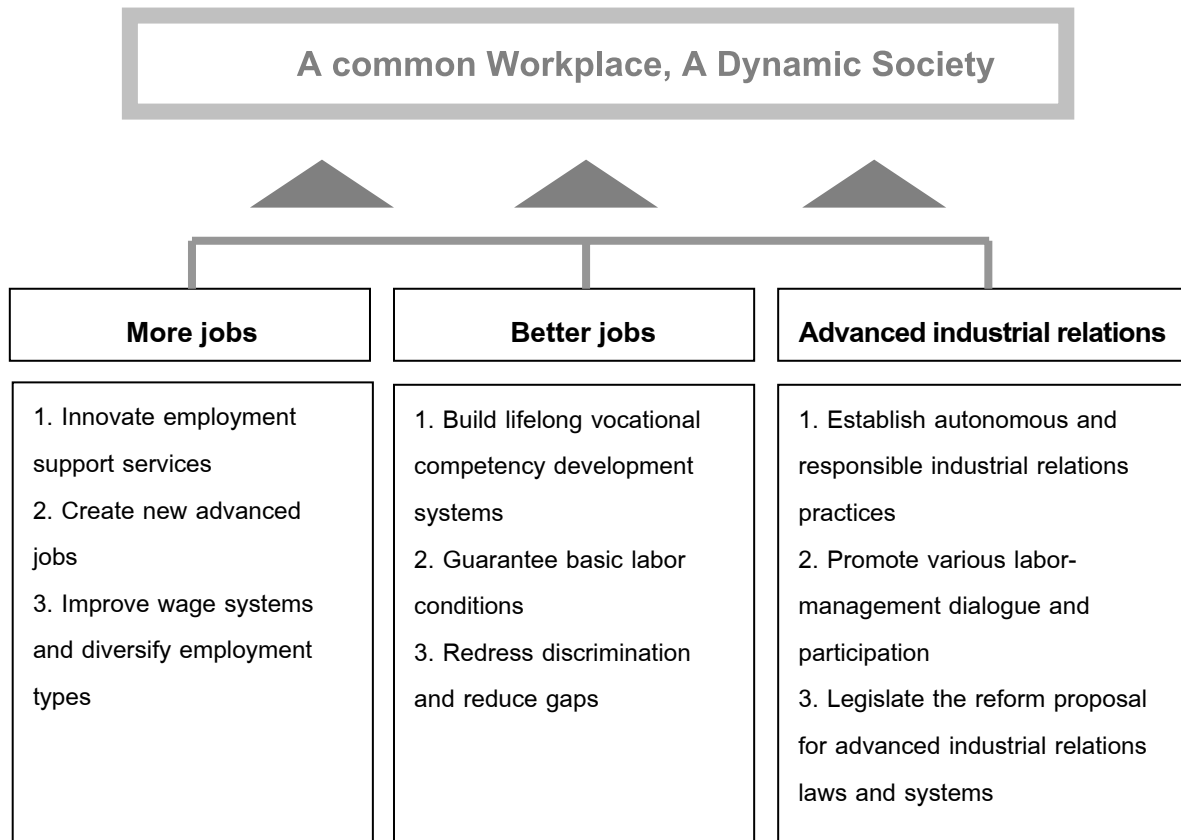 A common Workplace, A Dynamic Society
More jobs
1. Innovate employment
support services
2. Create new advanced
jobs
3. Improve wage systems
and diversify employment
types
Better jobs
1. Build lifelong vocational
competency development
systems
2. Guarantee basic labor
conditions
3. Redress discrimination
and reduce gaps
Advanced industrial relations
1. Establish autonomous and
responsible industrial relations
practices
2. Promote various labor-
management dialogue and
participation
3. Legislate the reform proposal
for advanced industrial relations
laws and systems